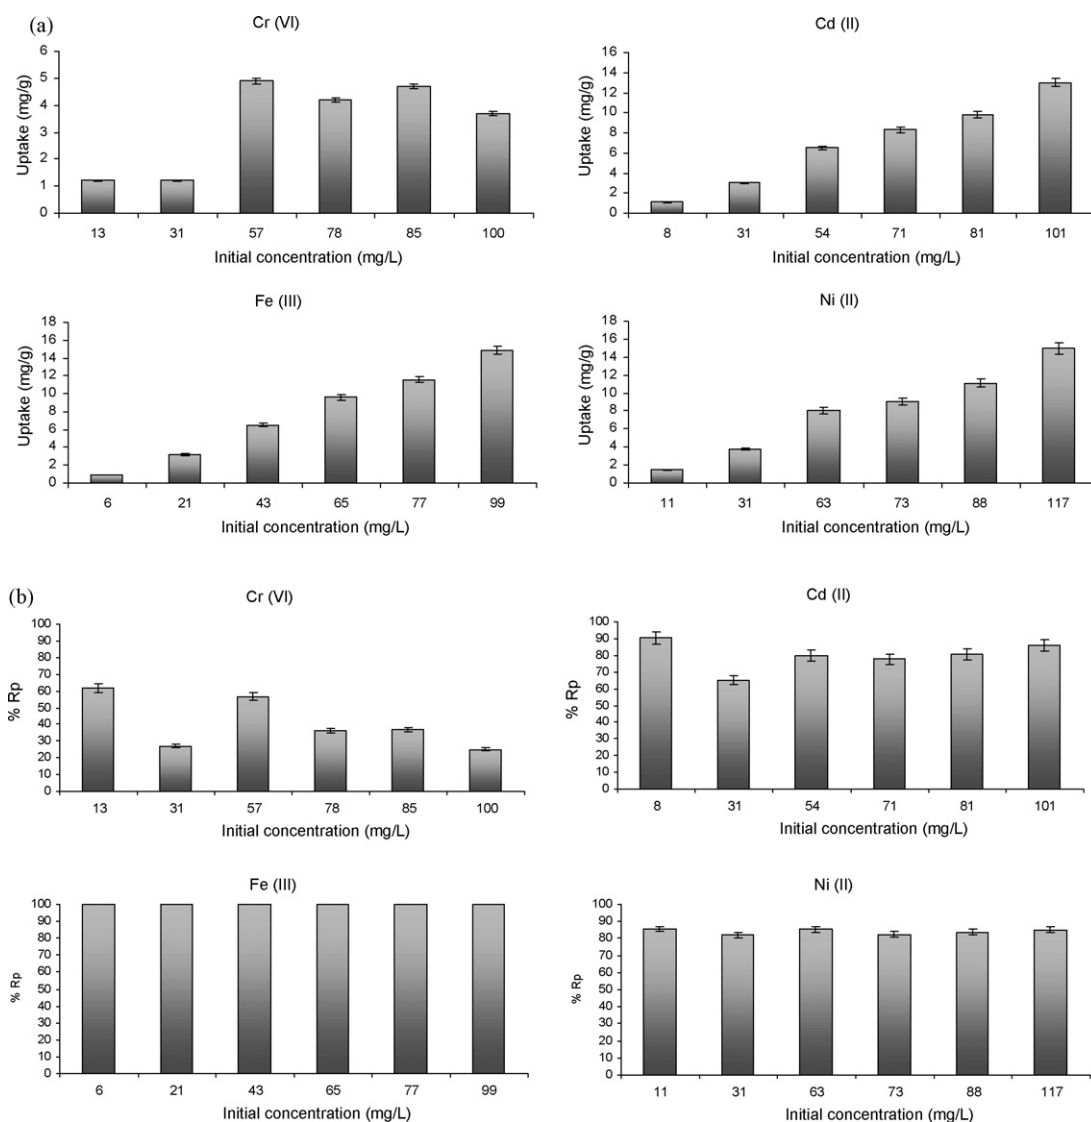 (a)
Cr (VI)
Uptake (mg/g)
6
5
4
3
2
1
0
13 31 57 78 85 100
Initial concentration (mg/L)
Cd (II)
Uptake (mg/g)
16
14
12
10
8
6
4
2
0
8 31 54 71 81 101
Initial concentration (mg/L)
Fe (III)
Uptake (mg/g)
18
16
14
12
10
8
6
4
2
0
6 21 43 65 77 99
Initial concentration (mg/L)
Ni (II)
Uptake (mg/g)
18
16
14
12
10
8
6
4
2
0
11 31 63 73 88 117
Initial concentration (mg/L)
(b)
Cr (VI)
% Rp
100
90
80
70
60
50
40
30
20
10
0
13 31 57 78 85 100
Initial concentration (mg/L)
Cd (II)
% Rp
100
90
80
70
60
50
40
30
20
10
0
8 31 54 71 81 101
Initial concentration (mg/L)
Fe (III)
% Rp
100
90
80
70
60
50
40
30
20
10
0
6 21 43 65 77 99
Initial concentration (mg/L)
Ni (II)
% Rp
100
90
80
70
60
50
40
30
20
10
0
11 31 63 73 88 117
Initial concentration (mg/L)